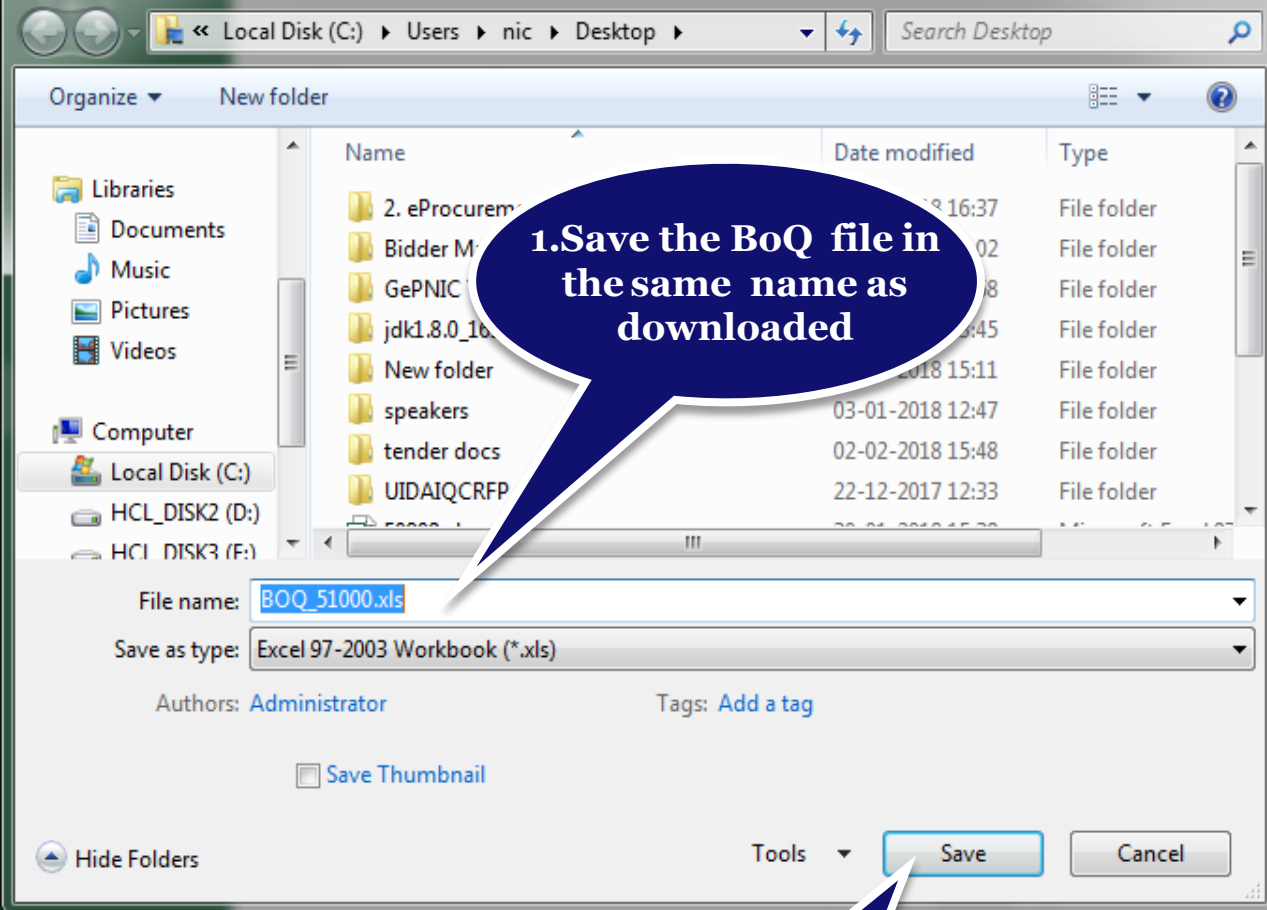 « Local Disk (C:) ▸ Users ▸ nic ▸ Desktop ▸
Search Desktop
Organize
New folder
Name
Date modified
Type
Libraries
Documents
Music
Pictures
Videos
Computer
Local Disk (C:)
HCL_DISK2 (D:)
HCL_DISK3 (E:)
2. eProcurem 16:37 File folder
Bidder M 02 File folder
GePNIC File folder
jdk1.8.0_16 :45 File folder
New folder 2018 15:11 File folder
speakers 03-01-2018 12:47 File folder
tender docs 02-02-2018 15:48 File folder
UIDAIQCRFP 22-12-2017 12:33 File folder
1.Save the BoQ file in
the same name as
downloaded
File name: BOQ_51000.xls
Save as type: Excel 97-2003 Workbook (*.xls)
Authors: Administrator
Tags: Add a tag
Save Thumbnail
Hide Folders
Tools
Save
Cancel